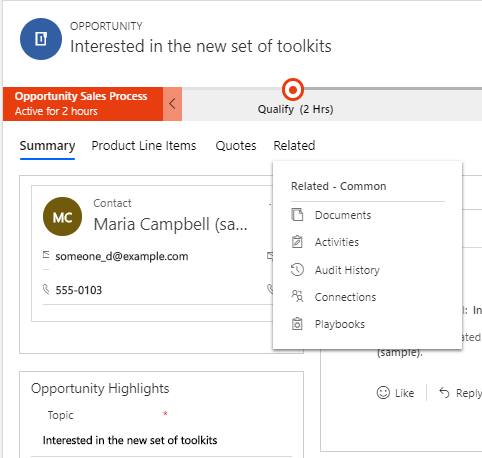 OPPORTUNITY
Interested in the new set of toolkits
Opportunity Sales Process
Active for 2 hours
Qualify (2 Hrs)
Summary Product Line Items Quotes Related
Related - Common
Documents
Activities
Audit History
Connections
Playbooks
Contact
MC
Maria Campbell (sa...
someone_d@example.com
555-0103
(sample).
Like Reply
Opportunity Highlights
Topic *
Interested in the new set of toolkits